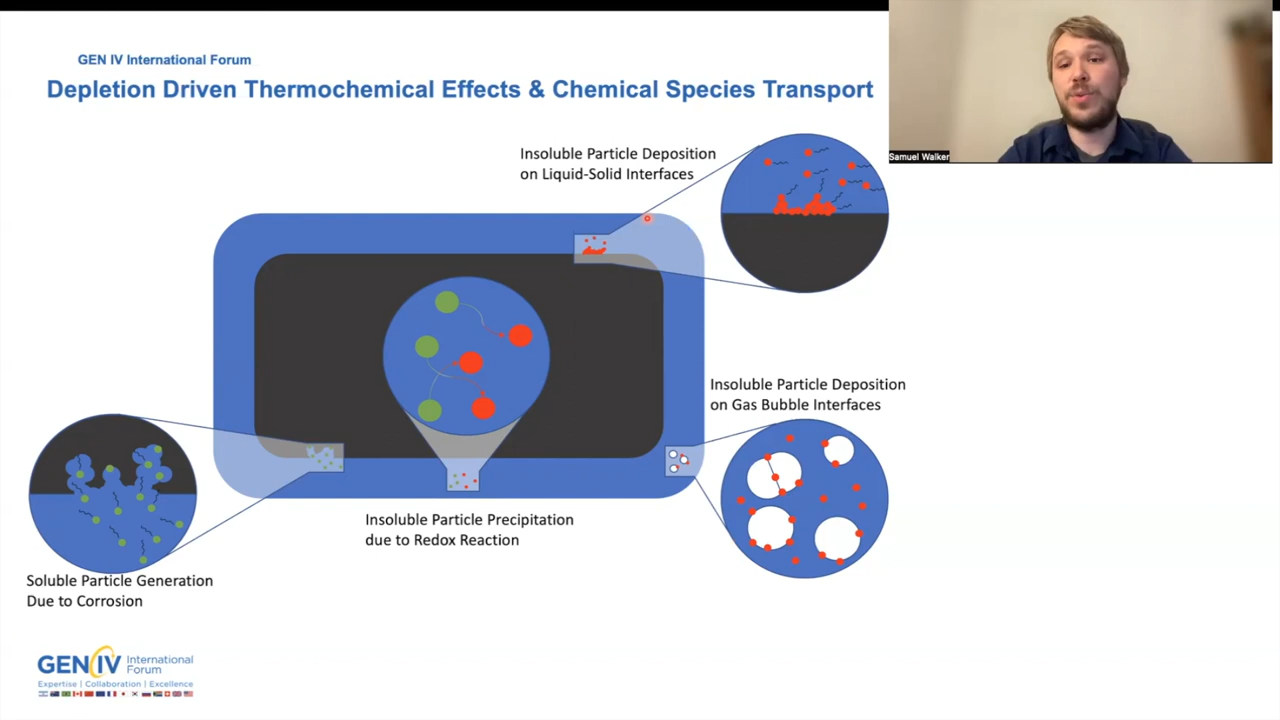 GEN IV International Forum
Depletion Driven Thermochemical Effects & Chemical Species Transport
Samuel Walker
Insoluble Particle Deposition
on Liquid-Solid Interfaces
Insoluble Particle Deposition
on Gas Bubble Interfaces
Insoluble Particle Precipitation
due to Redox Reaction
Soluble Particle Generation
Due to Corrosion
GEN IV International
Forum
Expertise | Collaboration | Excellence